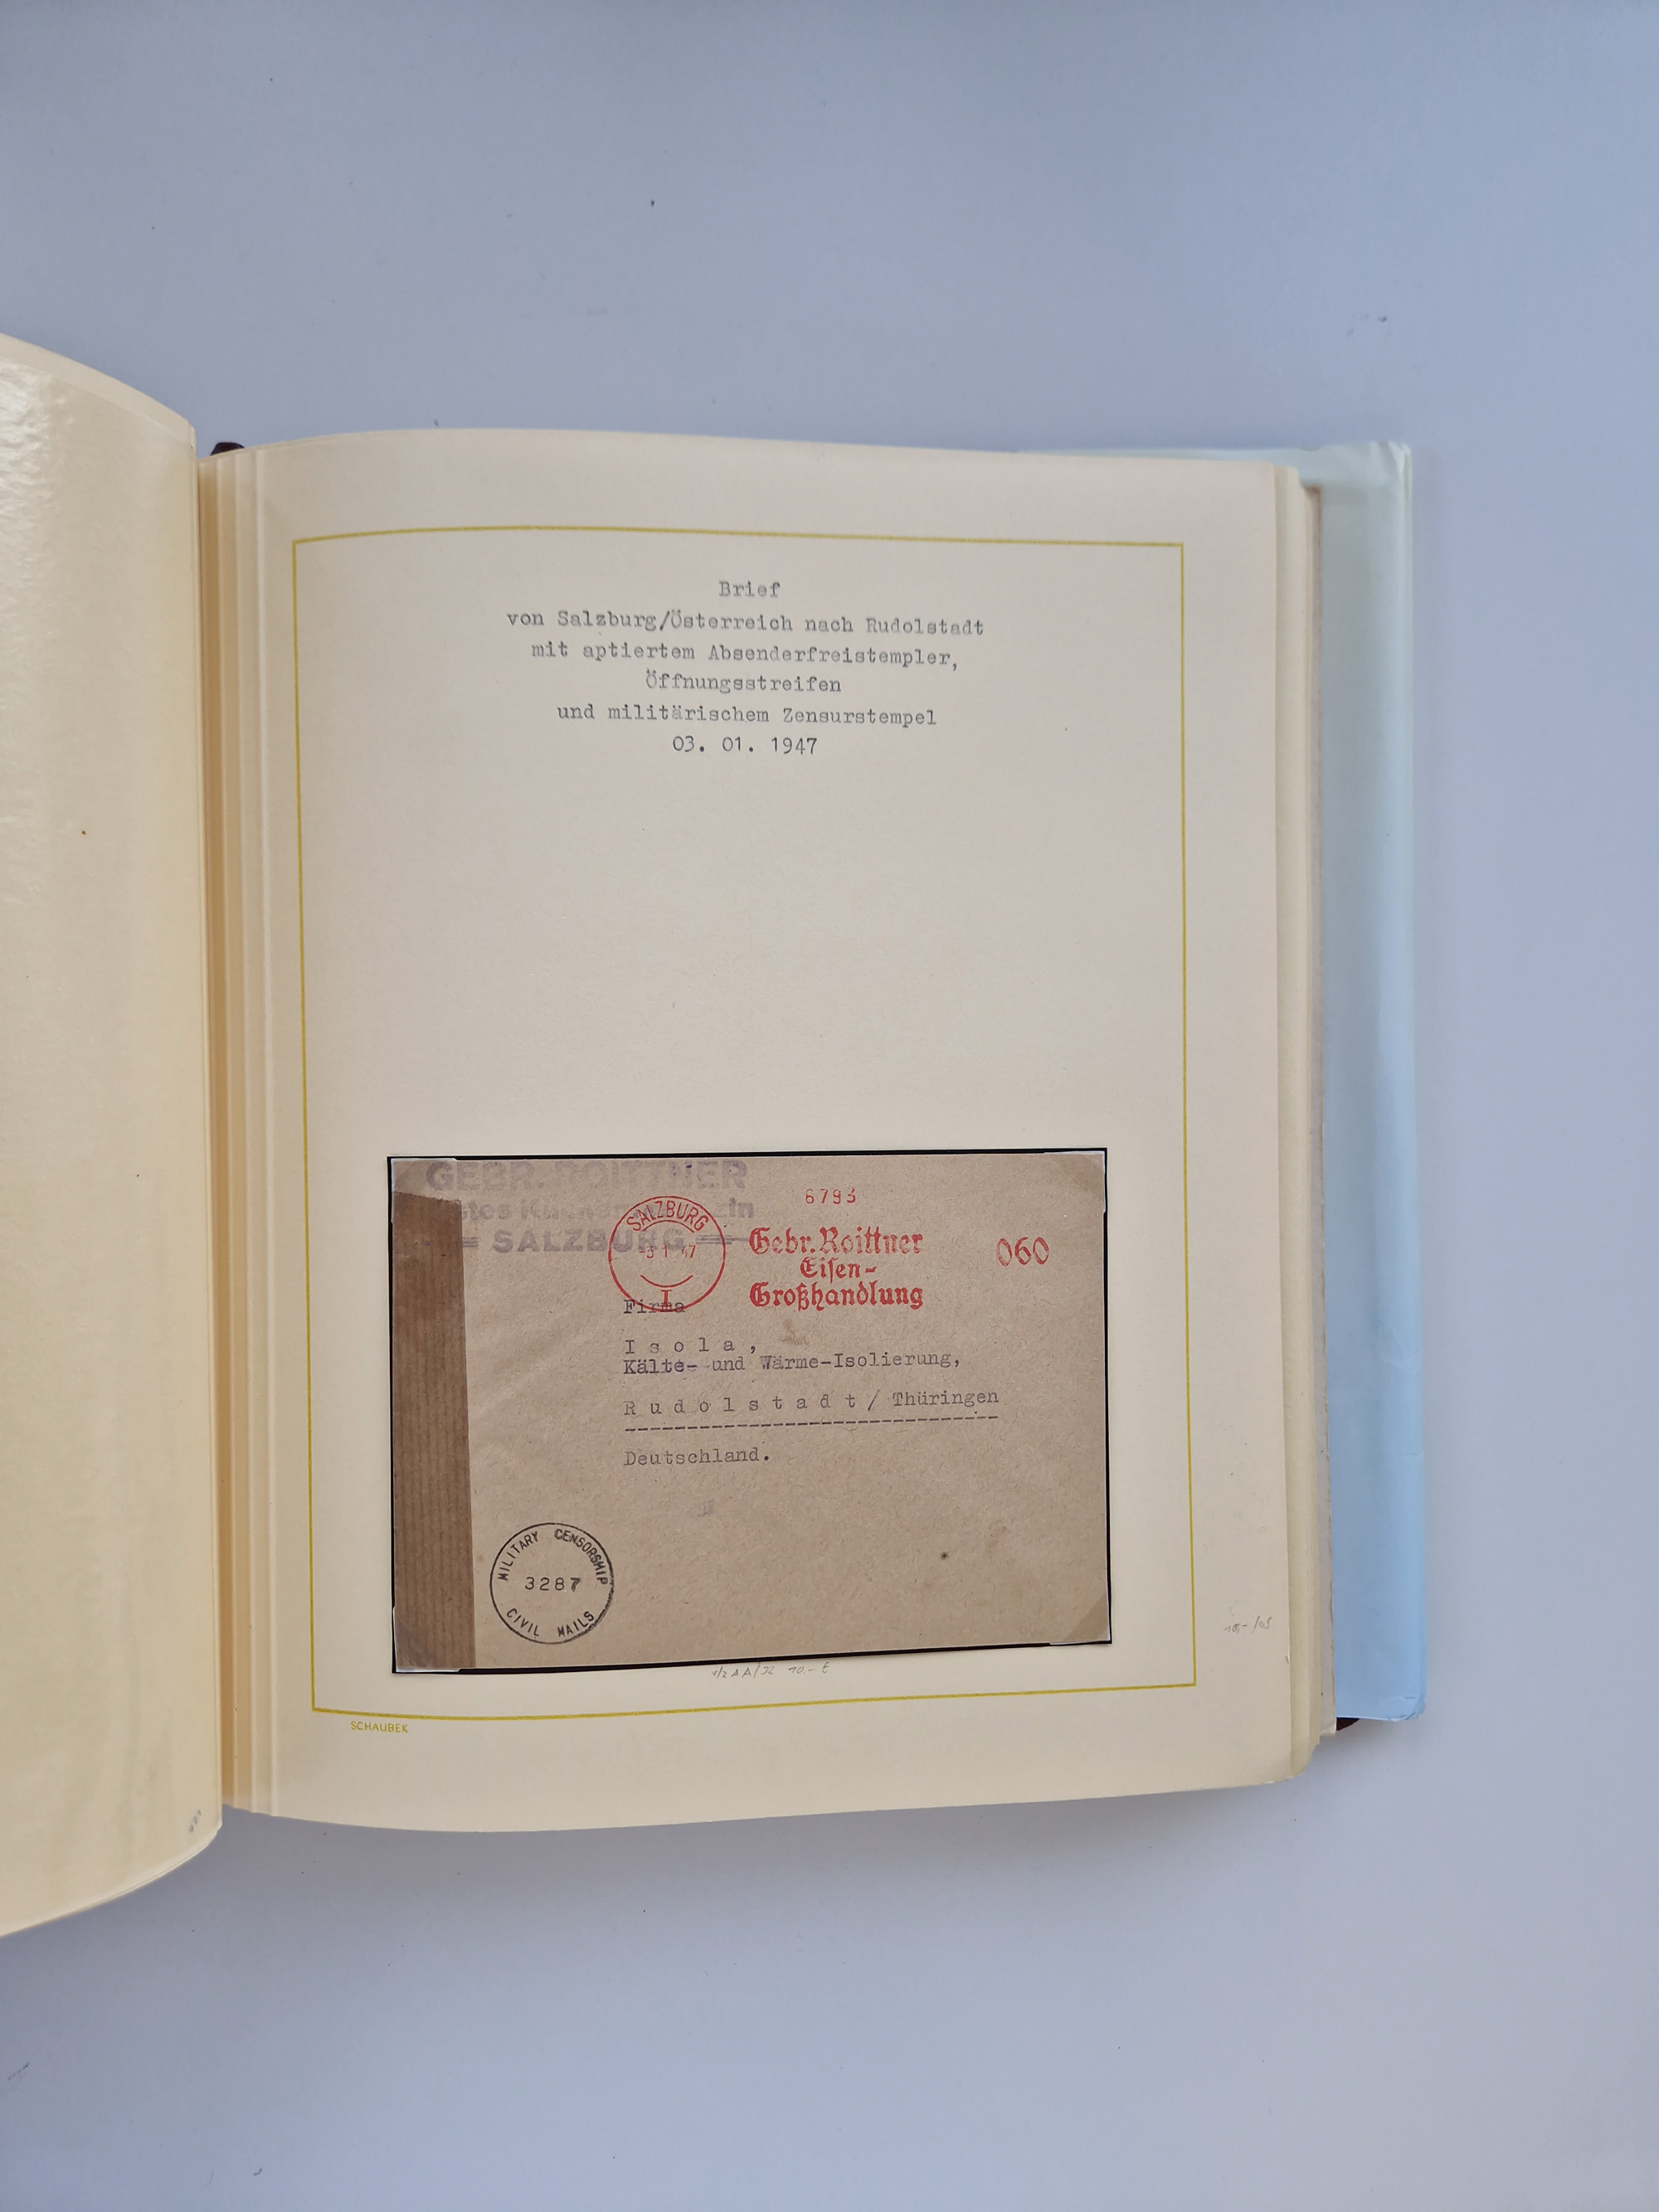 Brief
von Salzburg/Österreich nach Rudolstadt
mit aptiertem Absenderfreistempler,
Öffnungsstreifen
und militärischem Zensurstempel
03. 01. 1947
GEBR. ROITTNER
SALZBURG
6793
SALZBURG
-3 1 47
I
Gebr. Roittner
Eisen-
Großhandlung
060
Firma
Isola,
Kälte- und Wärme-Isolierung,
Rudolstadt/ Thüringen
Deutschland.
MILITARY CENSORSHIP
3287
CIVIL MAILS
SCHAUBEK